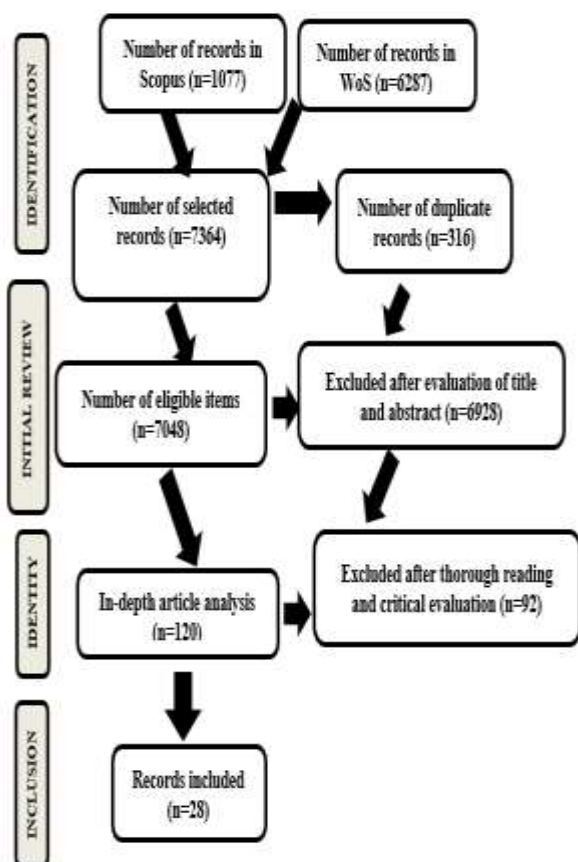 IDENTIFICATION
Number of records in
Scopus (n=1077)
Number of records in
WoS (n=6287)
Number of selected
records (n=7364)
Number of duplicate
records (n=316)
INITIAL REVIEW
Number of eligible items
(n=7048)
Excluded after evaluation of title
and abstract (n=6928)
IDENTITY
In-depth article analysis
(n=120)
Excluded after thorough reading
and critical evaluation (n=92)
INCLUSION
Records included
(n=28)